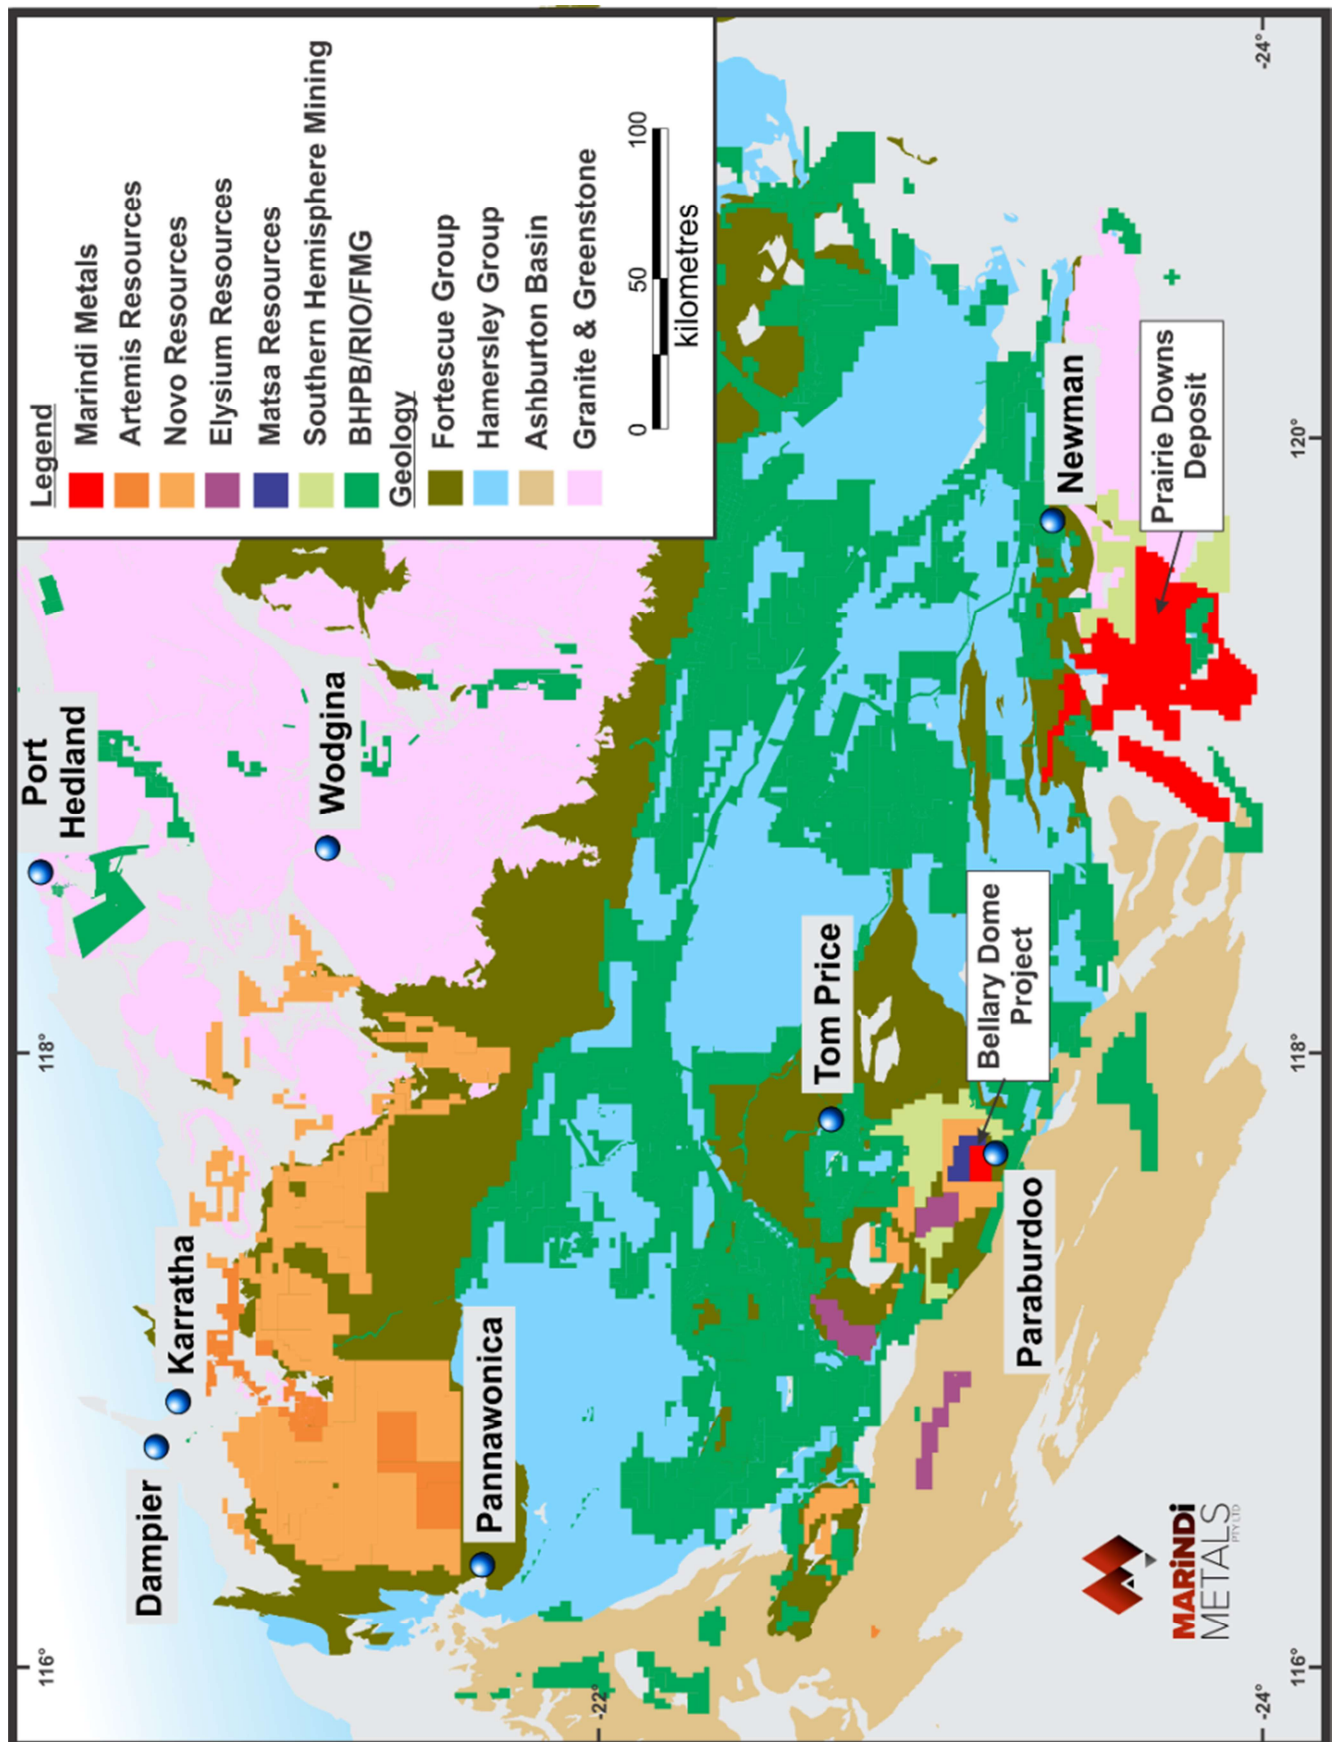 Legend
Marindi Metals
Artemis Resources
Novo Resources
Elysium Resources
Matsa Resources
Southern Hemisphere Mining
BHPB/RIO/FMG
Geology
Fortescue Group
Hamersley Group
Ashburton Basin
Granite & Greenstone
0 50 100
kilometres
116°
118°
Port
Hedland
Dampier
Karratha
Wodgina
Pannawonica
-22°
Tom Price
Bellary Dome
Project
Paraburdoo
Newman
Prairie Downs
Deposit
MARiNDi
METALS
PTY LTD
-24°
116°
118°
120°
-24°